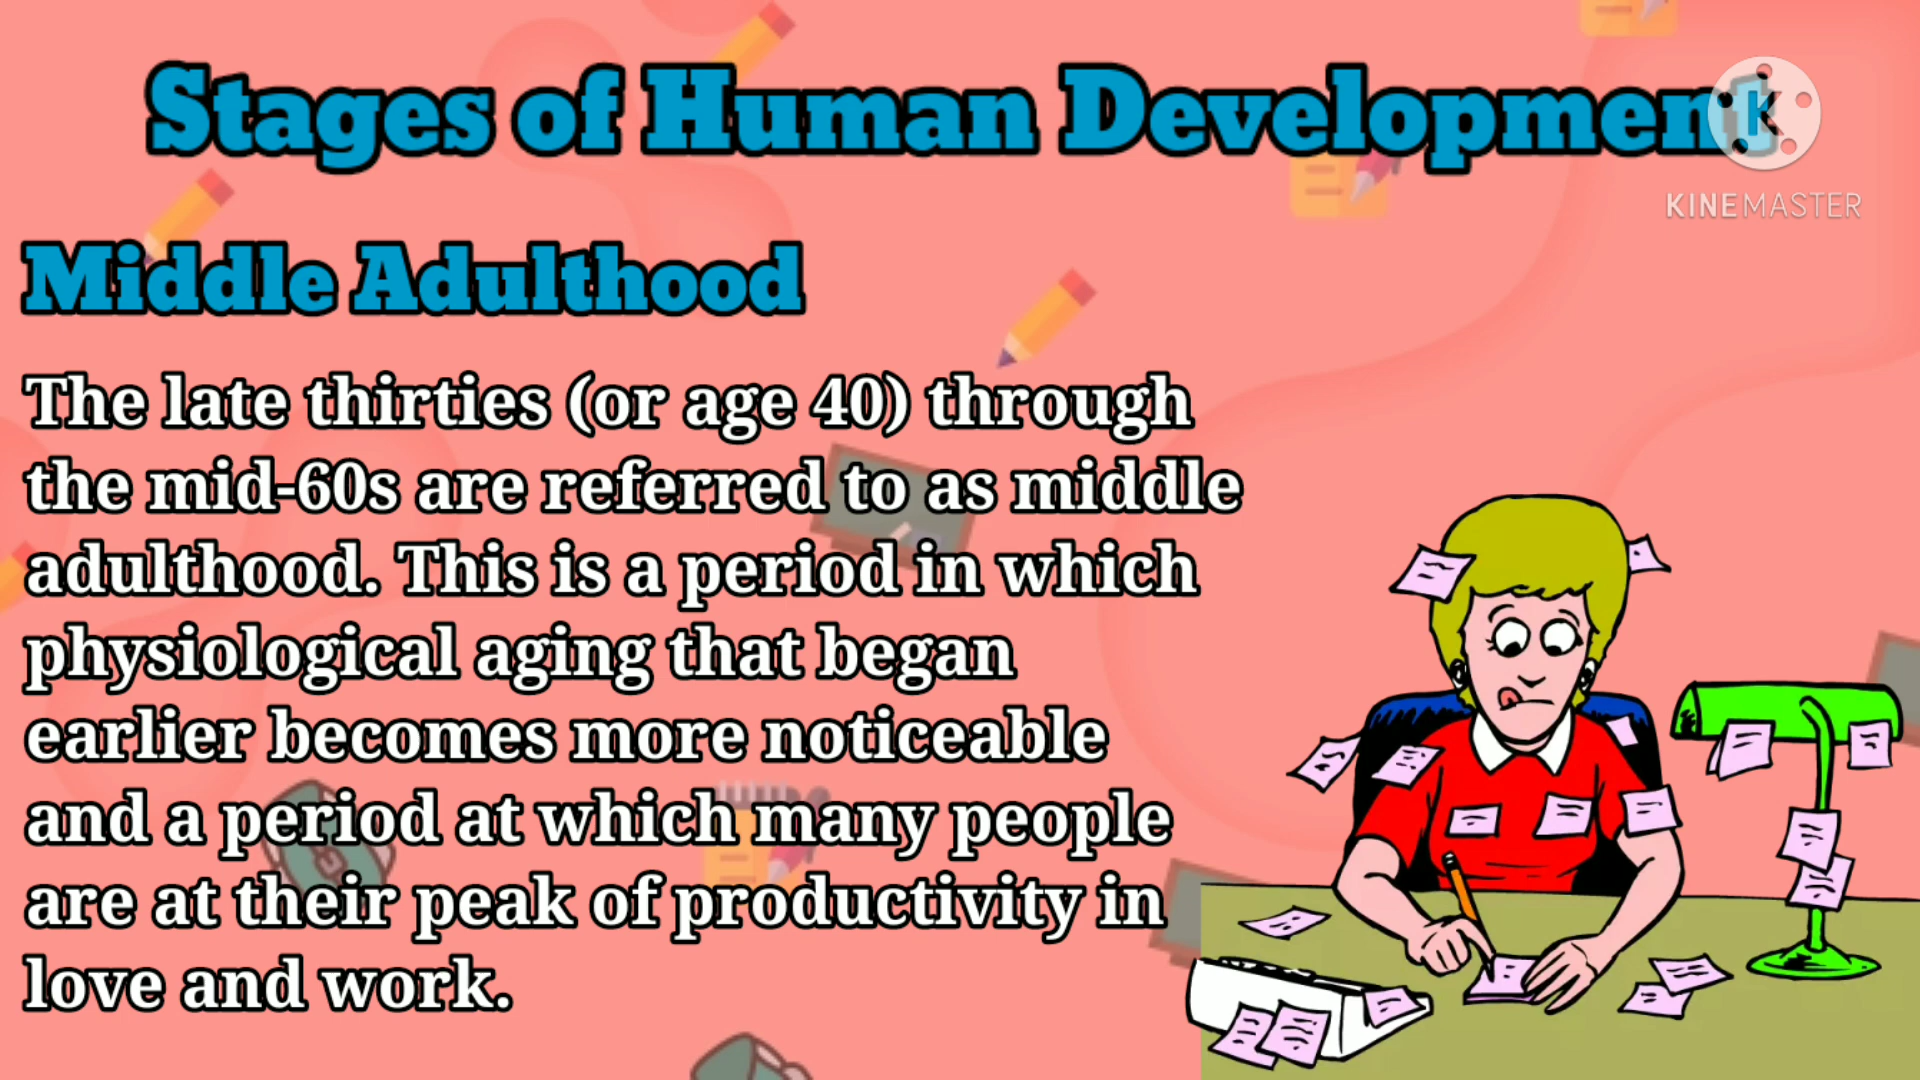 Stages of Human Development
K
KINEMASTER
Middle Adulthood
The late thirties (or age 40) through
the mid-60s are referred to as middle
adulthood. This is a period in which
physiological aging that began
earlier becomes more noticeable
and a period at which many people
are at their peak of productivity in
love and work.